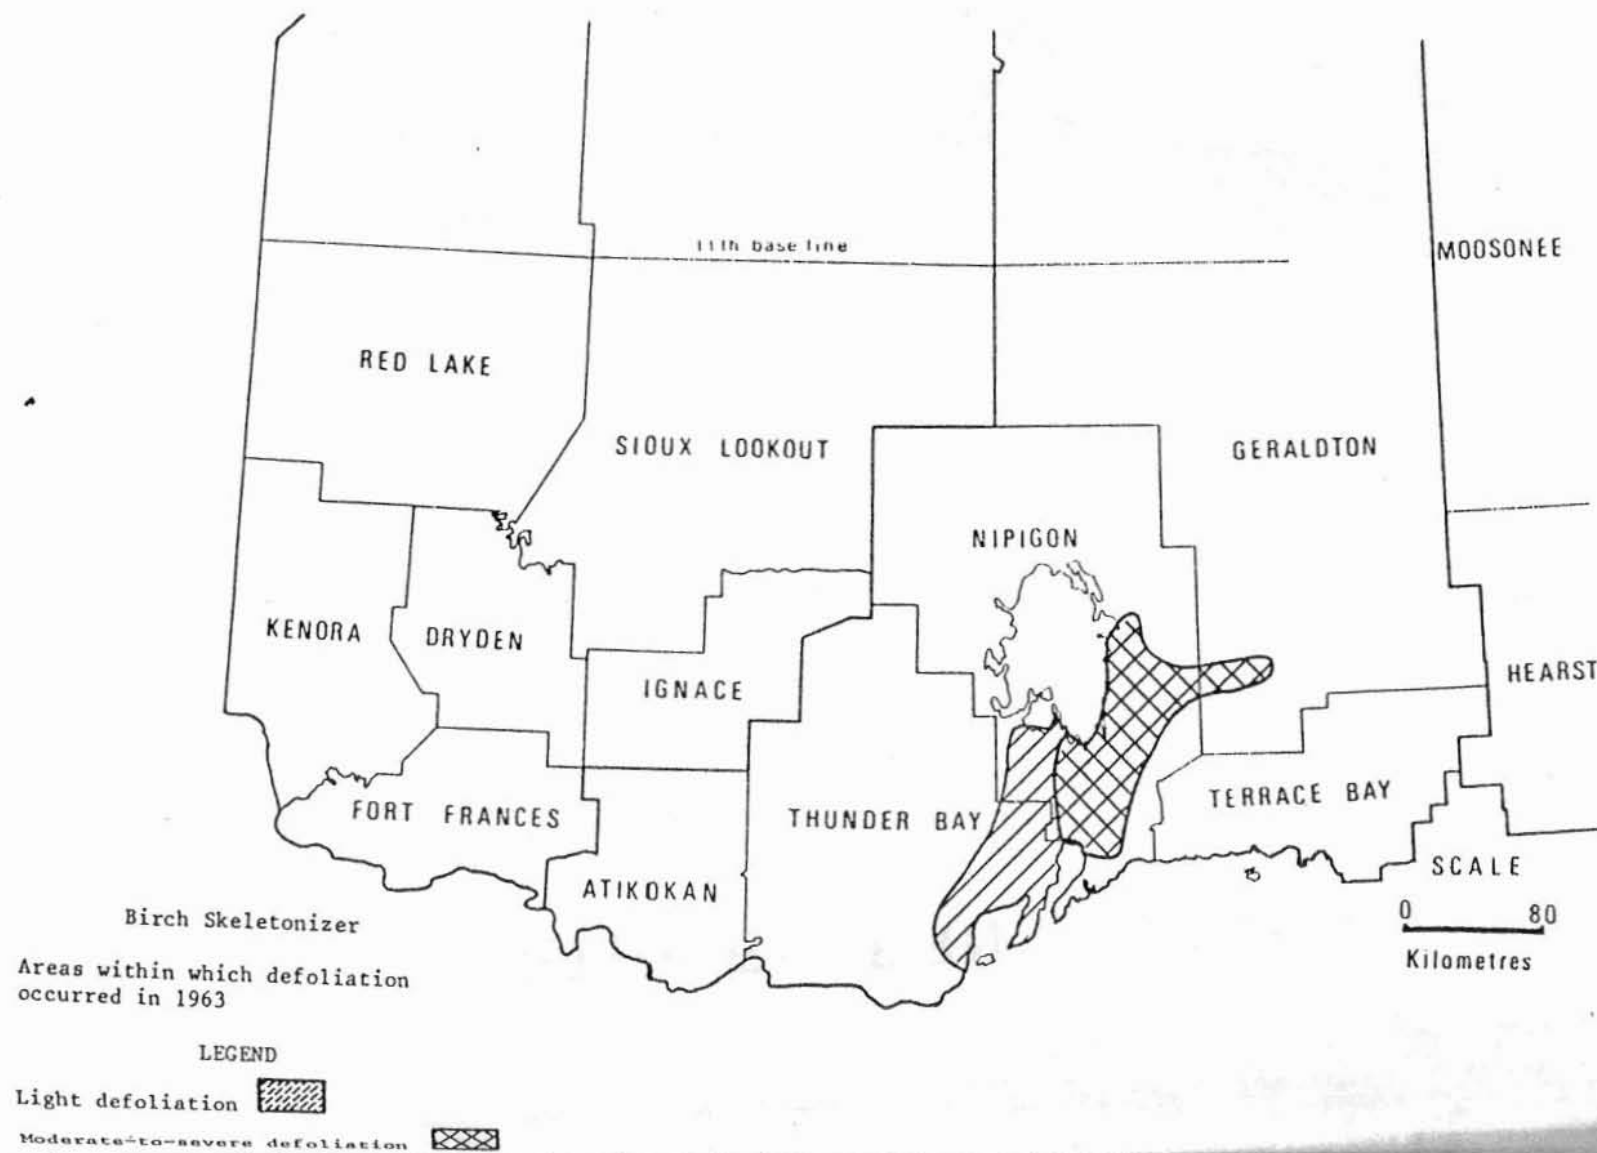 11th base line
MOOSONEE
RED LAKE
SIOUX LOOKOUT
GERALDTON
NIPIGON
KENORA
DRYDEN
IGNACE
HEARST
FORT FRANCES
THUNDER BAY
TERRACE BAY
ATIKOKAN
SCALE
0 80
Kilometres
Birch Skeletonizer
Areas within which defoliation
occurred in 1963
LEGEND
Light defoliation
Moderate-to-severe defoliation